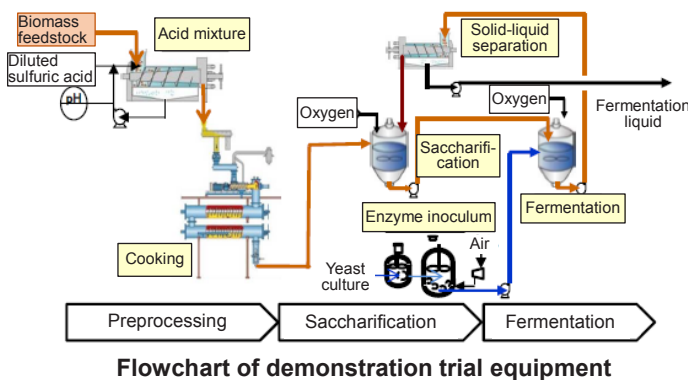 Biomass
feedstock
Acid mixture
Diluted
sulfuric acid
pH
Cooking
Solid-liquid
separation
Oxygen
Oxygen
Fermentation
liquid
Saccharifi-
cation
Fermentation
Enzyme inoculum
Air
Yeast
culture
Preprocessing
Saccharification
Fermentation
Flowchart of demonstration trial equipment